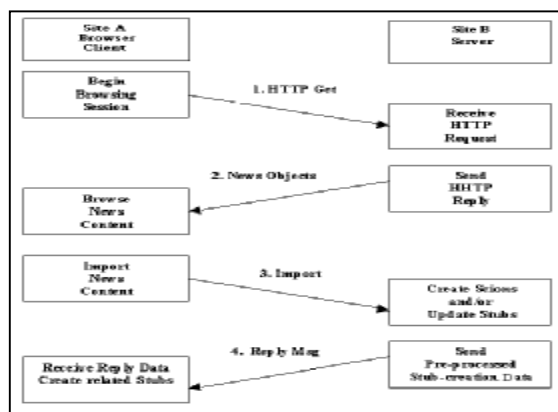 Site A
Browser
Client
Site B
Server
Begin
Browsing
Session
1. HTTP Get
Receive
HTTP
Request
2. News Objects
Send
HHTP
Reply
Browse
News
Content
Import
News
Content
3. Import
Create Scions
and/or
Update Stubs
4. Reply Msg
Send
Pre-processed
Stub-creation Data
Receive Reply Data
Create related Stubs